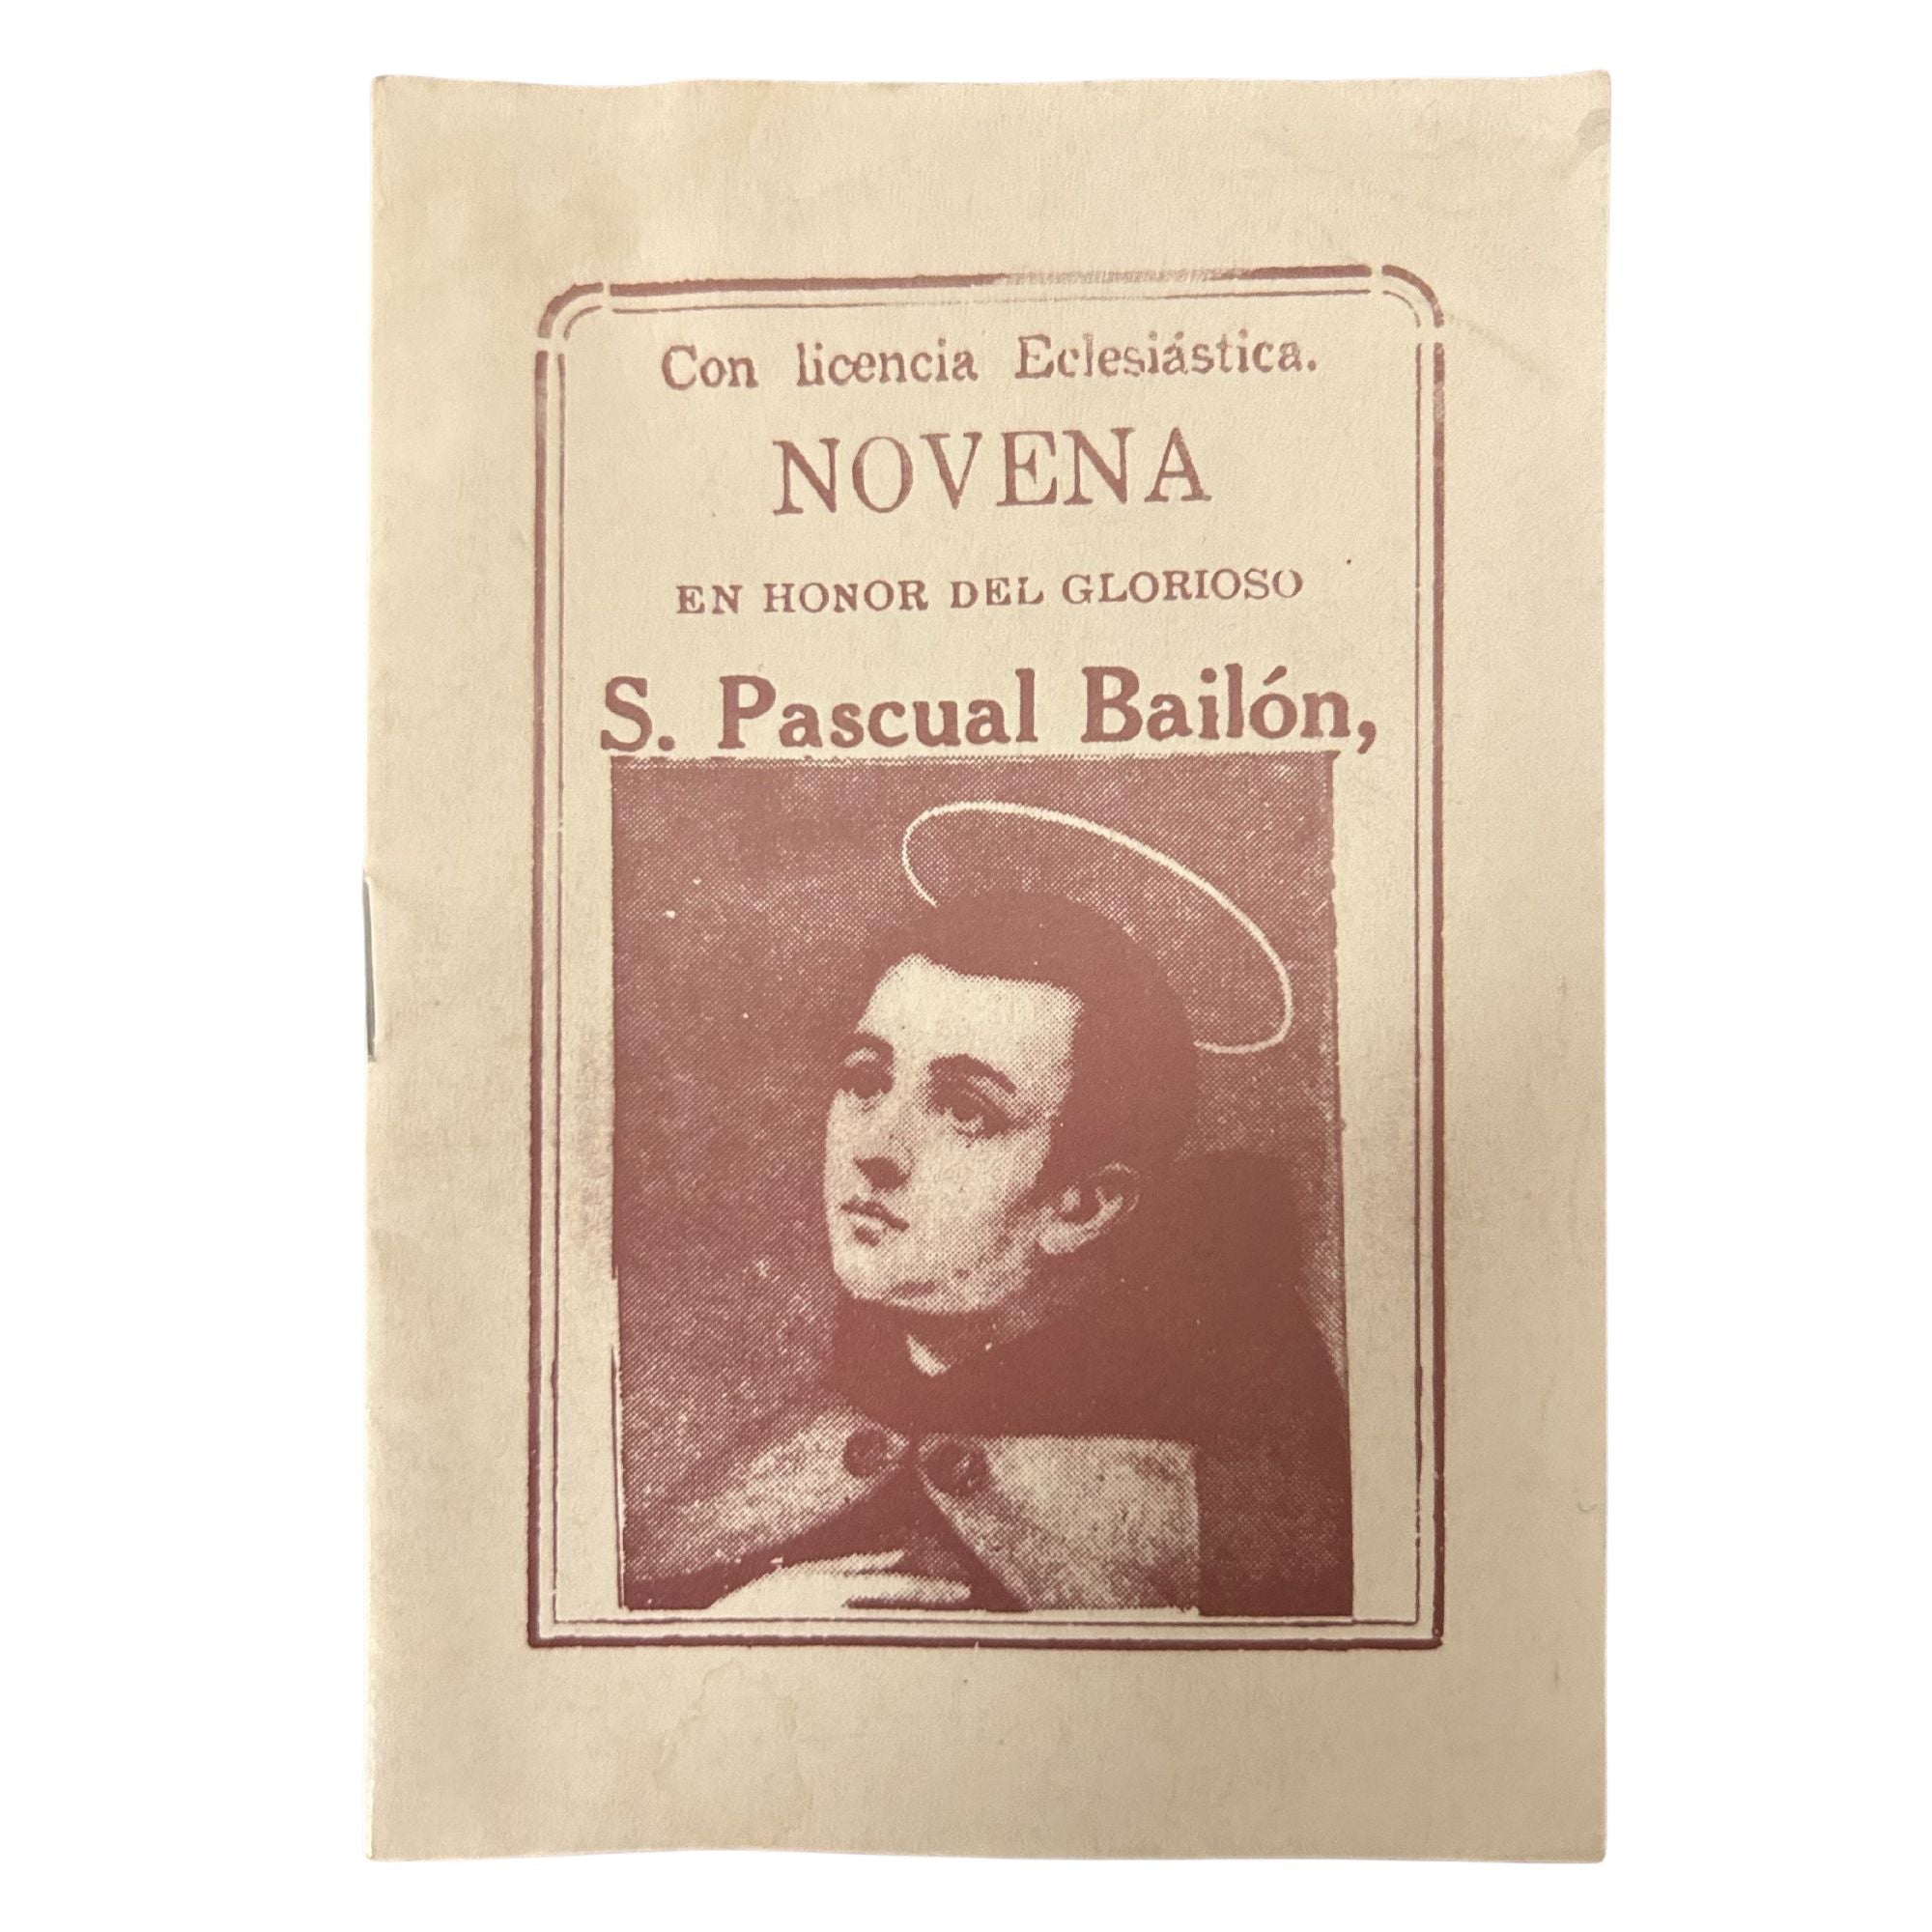 Con licencia Eclesiástica.
NOVENA
EN HONOR DEL GLORIOSO
S. Pascual Bailón,